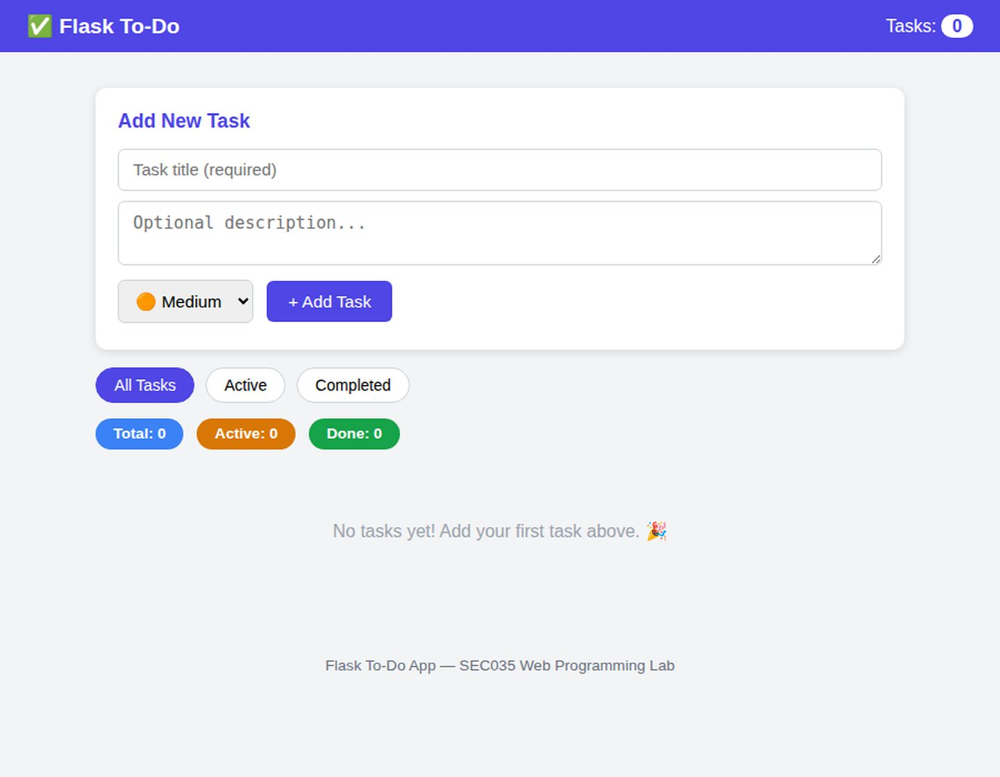 ✅ Flask To-Do
Tasks: 0
Add New Task
Task title (required)
Optional description...
🟠 Medium
+ Add Task
All Tasks
Active
Completed
Total: 0
Active: 0
Done: 0
No tasks yet! Add your first task above. 🎉
Flask To-Do App — SEC035 Web Programming Lab